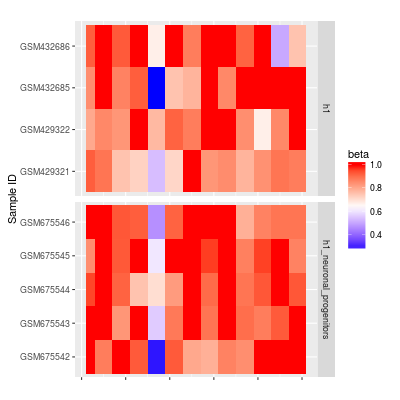 Sample ID
GSM432686
GSM432685
GSM429322
GSM429321
h1
GSM675546
GSM675545
GSM675544
GSM675543
GSM675542
h1_neuronal_progenitors
beta
1.0
0.8
0.6
0.4